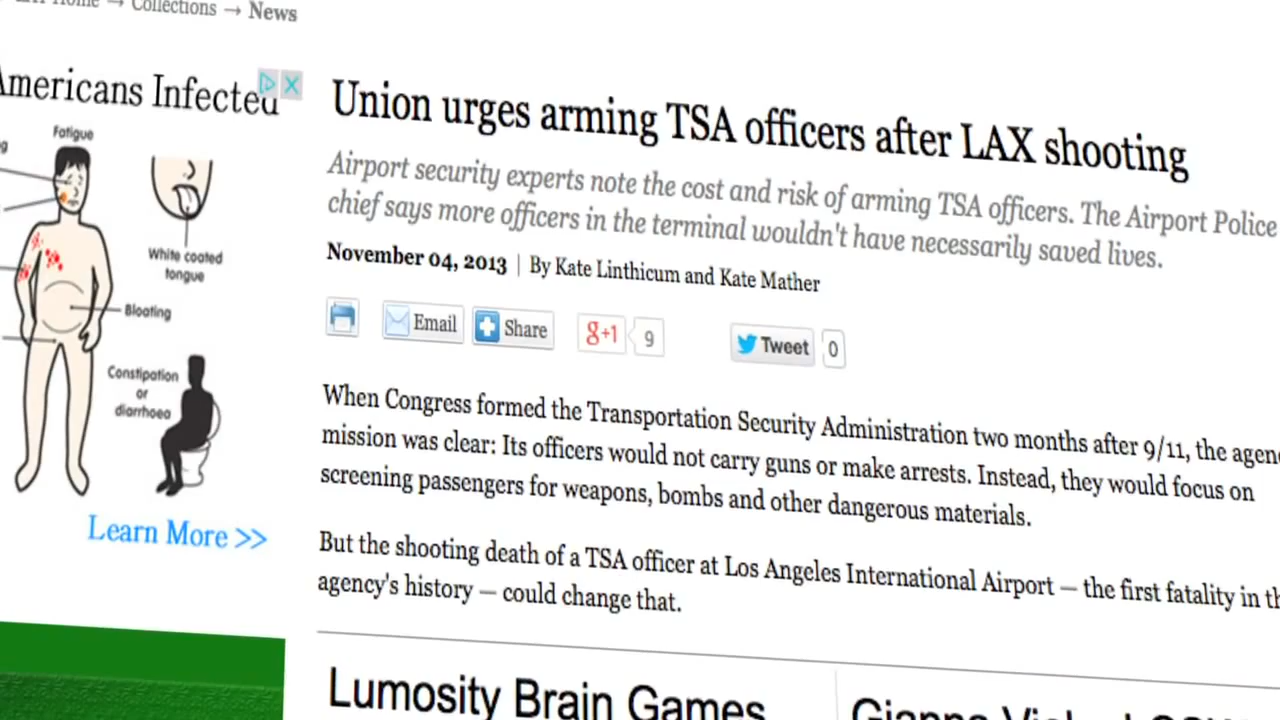 Home → Collections → News
Americans Infected
Fatigue
White coated
tongue
Bloating
Constipation
or
diarrhoea
Learn More >>
Union urges arming TSA officers after LAX shooting
Airport security experts note the cost and risk of arming TSA officers. The Airport Police
chief says more officers in the terminal wouldn't have necessarily saved lives.
November 04, 2013 | By Kate Linthicum and Kate Mather
Email Share g+1 9 Tweet 0
When Congress formed the Transportation Security Administration two months after 9/11, the agen
mission was clear: Its officers would not carry guns or make arrests. Instead, they would focus on
screening passengers for weapons, bombs and other dangerous materials.
But the shooting death of a TSA officer at Los Angeles International Airport — the first fatality in th
agency's history — could change that.
Lumosity Brain Games